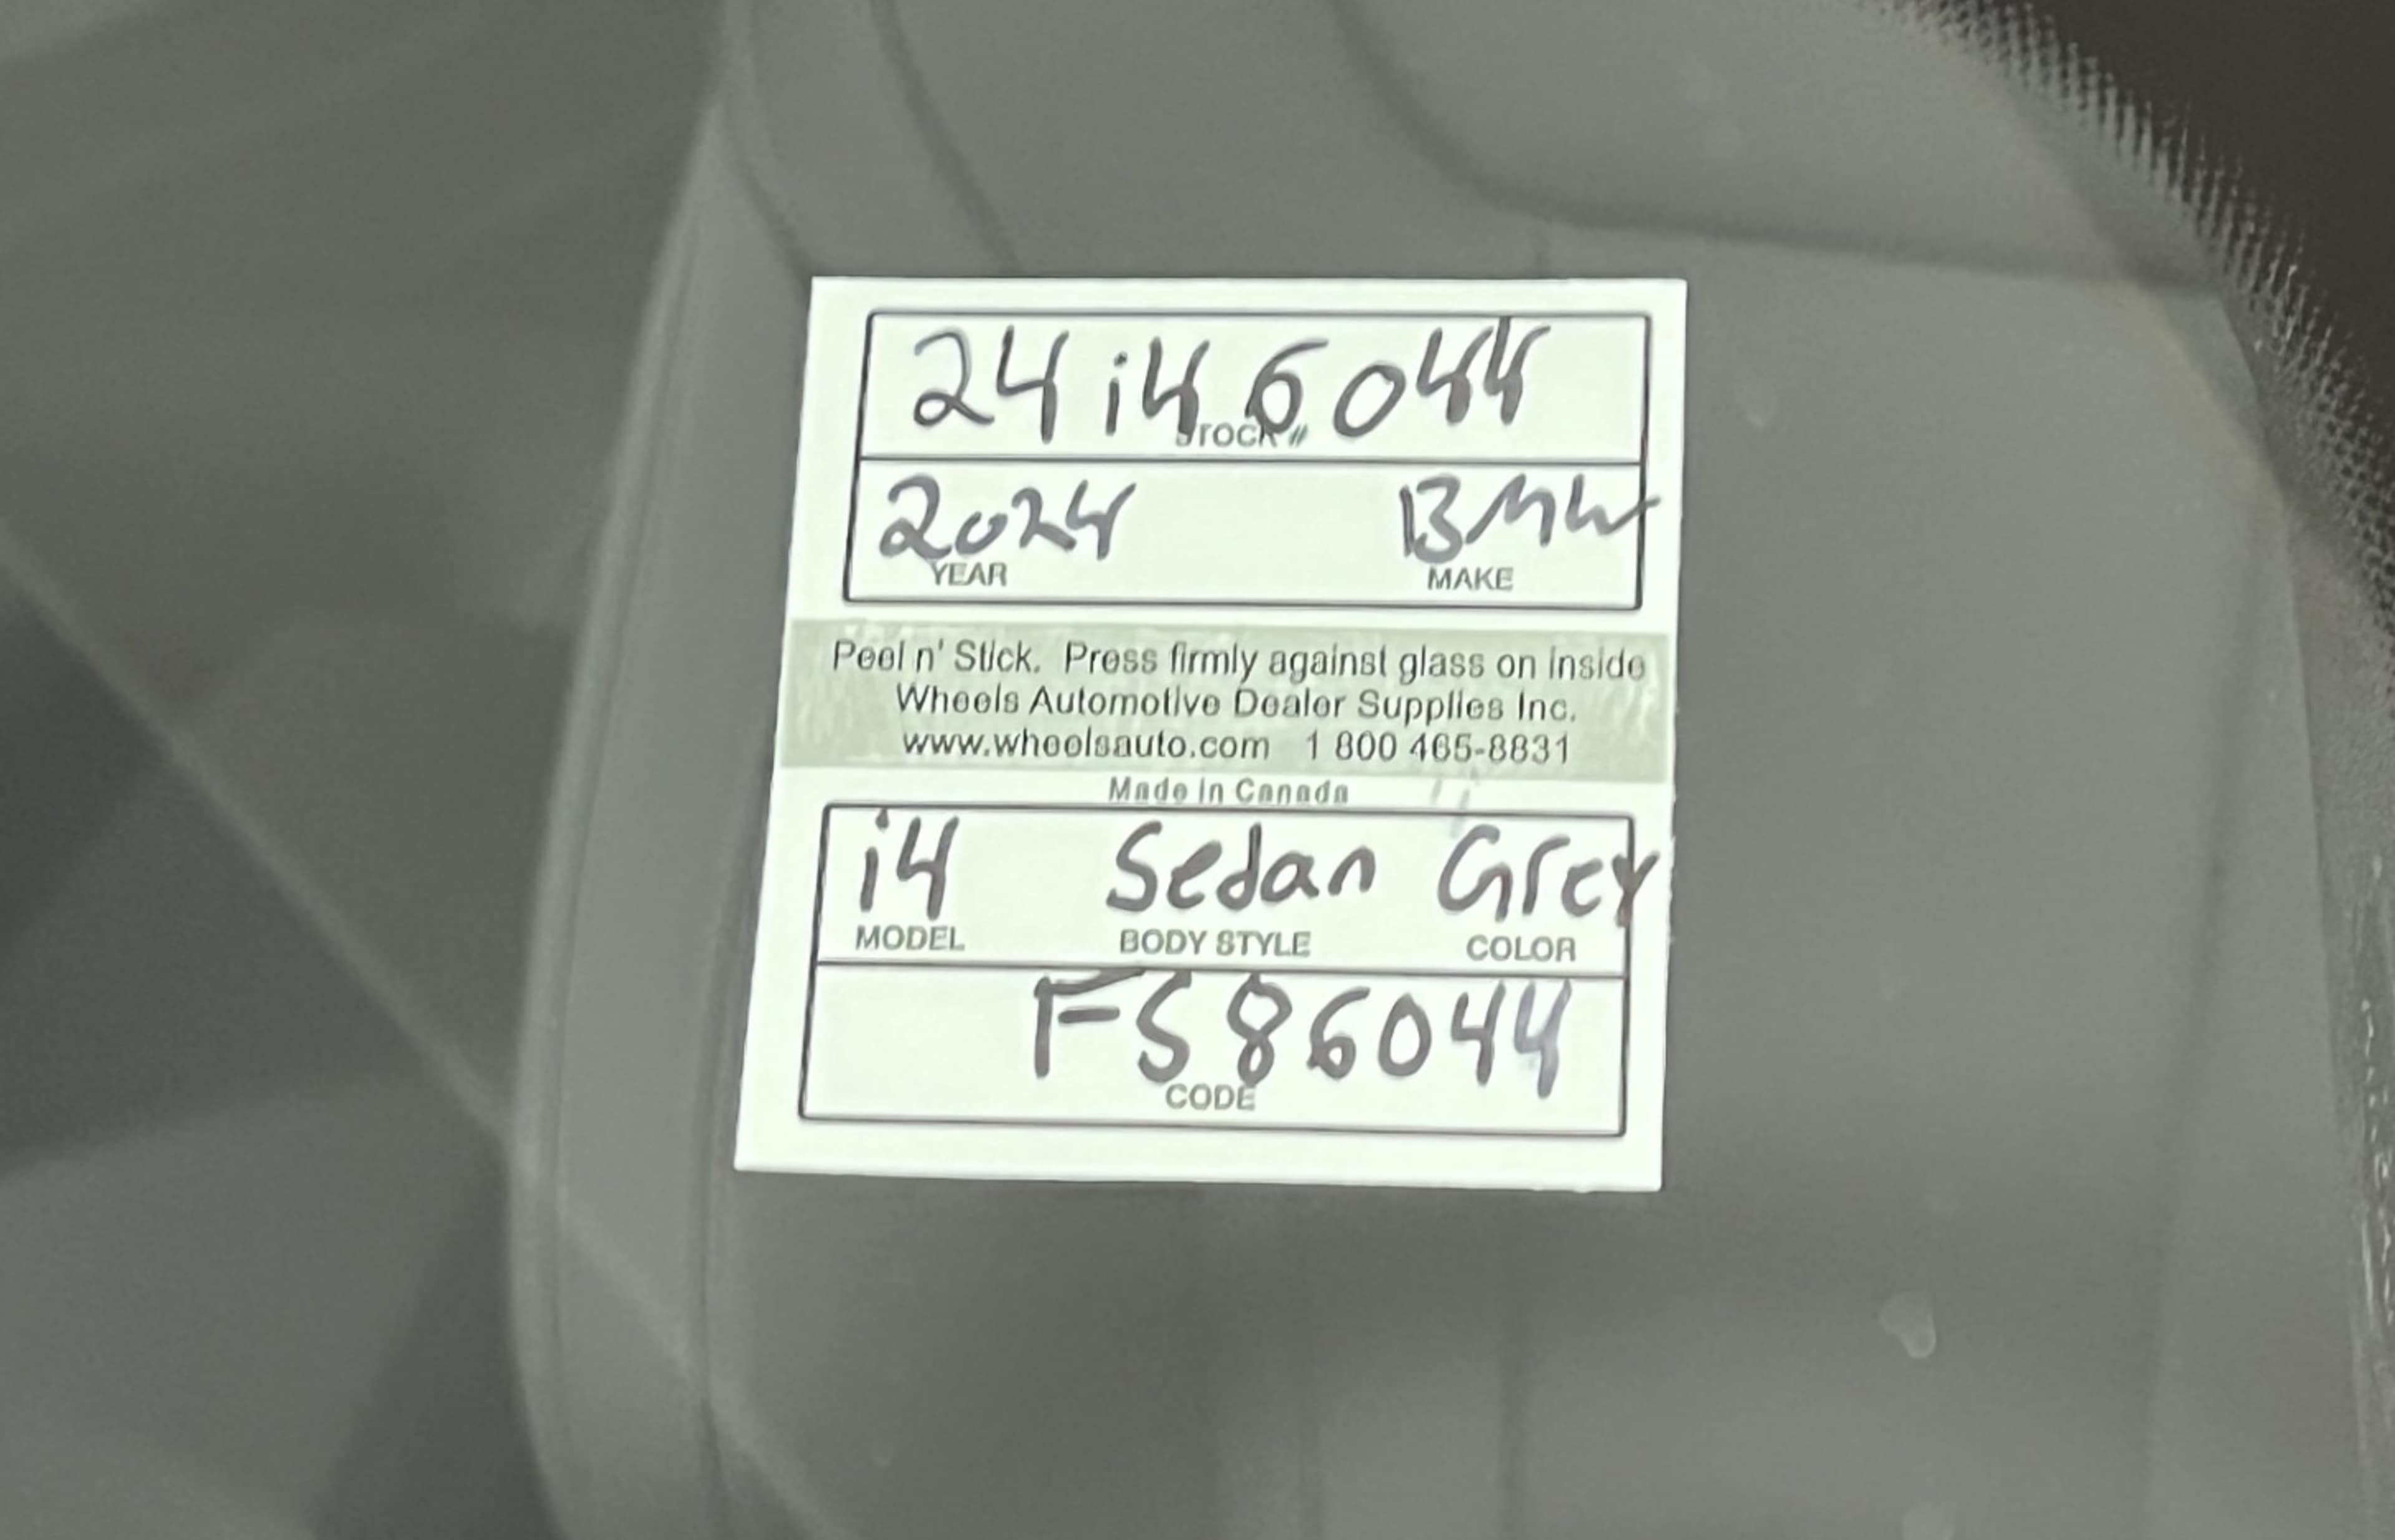 24i46044
STOCK #
2024 BMW
YEAR MAKE
Peel n' Stick. Press firmly against glass on inside
Wheels Automotive Dealer Supplies Inc.
www.wheelsauto.com 1 800 465-8831
Made in Canada
i4 Sedan Grey
MODEL BODY STYLE COLOR
FS86044
CODE